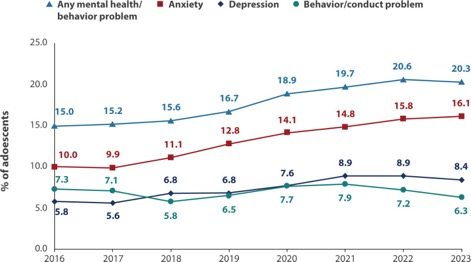 Any mental health/ Anxiety Depression Behavior/conduct problem
behavior problem
25.0
20.0
15.0
10.0
5.0
0.0
% of adoescents
15.0 15.2 15.6 16.7 18.9 19.7 20.6 20.3
10.0 9.9 11.1 12.8 14.1 14.8 15.8 16.1
7.3 7.1 5.8 6.5 7.7 7.9 7.2 6.3
5.8 5.6 6.8 6.8 7.6 8.9 8.9 8.4
2016 2017 2018 2019 2020 2021 2022 2023